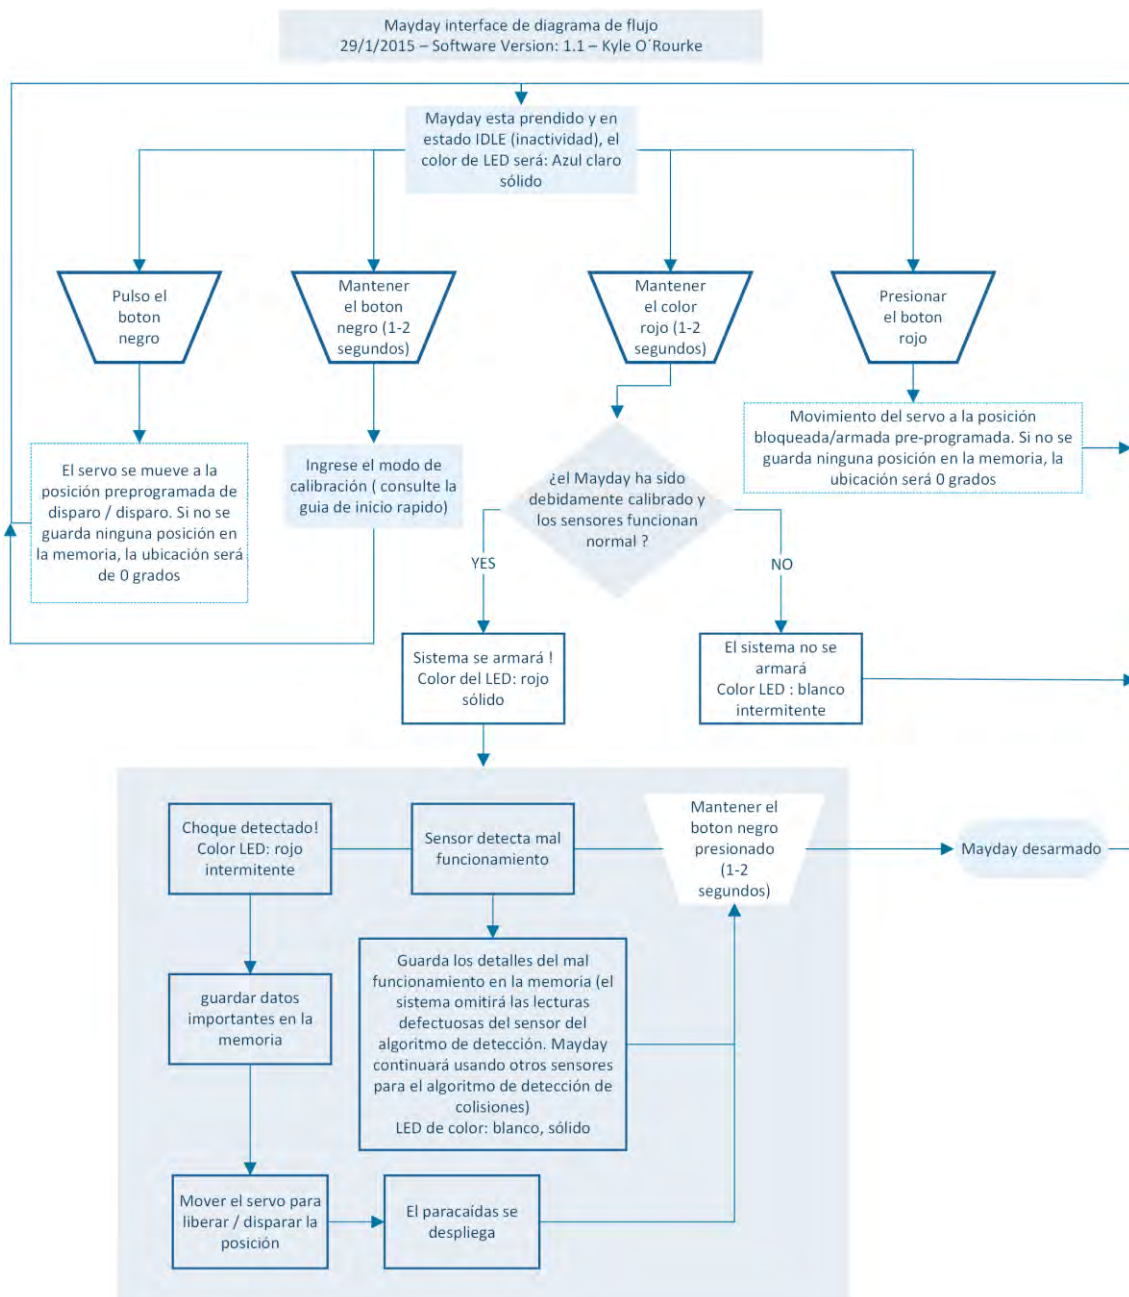 Mayday interface de diagrama de flujo
29/1/2015 – Software Version: 1.1 – Kyle O´Rourke
Mayday esta prendido y en
estado IDLE (inactividad), el
color de LED será: Azul claro
sólido
Pulso el
boton
negro
Mantener
el boton
negro (1-2
segundos)
Mantener
el color
rojo (1-2
segundos)
Presionar
el boton
rojo
El servo se mueve a la
posición preprogramada de
disparo / disparo. Si no se
guarda ninguna posición en
la memoria, la ubicación será
de 0 grados
Ingrese el modo de
calibración ( consulte la
guia de inicio rapido)
¿el Mayday ha sido
debidamente calibrado y
los sensores funcionan
normal ?
Movimiento del servo a la posición
bloqueada/armada pre-programada. Si no se
guarda ninguna posición en la memoria, la
ubicación será 0 grados
YES
NO
Sistema se armará !
Color del LED: rojo
sólido
El sistema no se
armará
Color LED : blanco
intermitente
Choque detectado!
Color LED: rojo
intermitente
Sensor detecta mal
funcionamiento
Mantener el
boton negro
presionado
(1-2
segundos)
Mayday desarmado
guardar datos
importantes en la
memoria
Guarda los detalles del mal
funcionamiento en la memoria (el
sistema omitirá las lecturas
defectuosas del sensor del
algoritmo de detección. Mayday
continuará usando otros sensores
para el algoritmo de detección de
colisiones)
LED de color: blanco, sólido
Mover el servo para
liberar / disparar la
posición
El paracaídas se
despliega